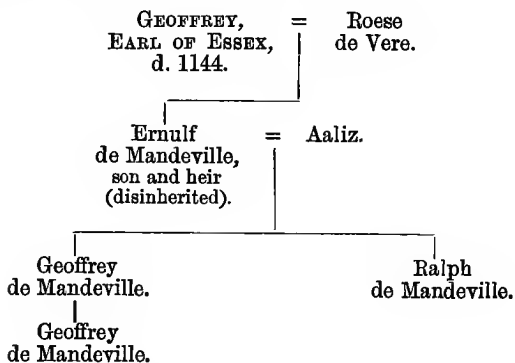 GEOFFREY, = Roese
EARL OF ESSEX, de Vere.
d. 1144.
Ernulf = Aaliz.
de Mandeville,
son and heir
(disinherited).
Geoffrey Ralph
de Mandeville. de Mandeville.
Geoffrey
de Mandeville.